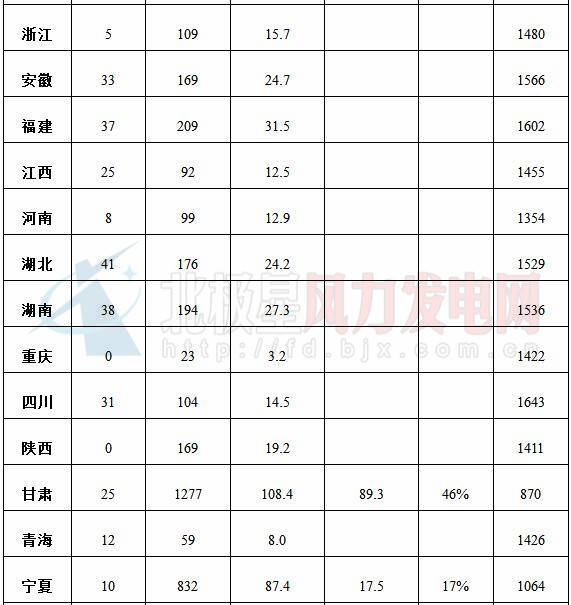 浙江 5 109 15.7 1480
安徽 33 169 24.7 1566
福建 37 209 31.5 1602
江西 25 92 12.5 1455
河南 8 99 12.9 1354
湖北 41 176 24.2 1529
湖南 38 194 27.3 1536
北极星风力发电网
重庆 0 23 3.2 1422
http://fd.bjx.com.cn
四川 31 104 14.5 1643
陕西 0 169 19.2 1411
甘肃 25 1277 108.4 89.3 46% 870
青海 12 59 8.0 1426
宁夏 10 832 87.4 17.5 17% 1064